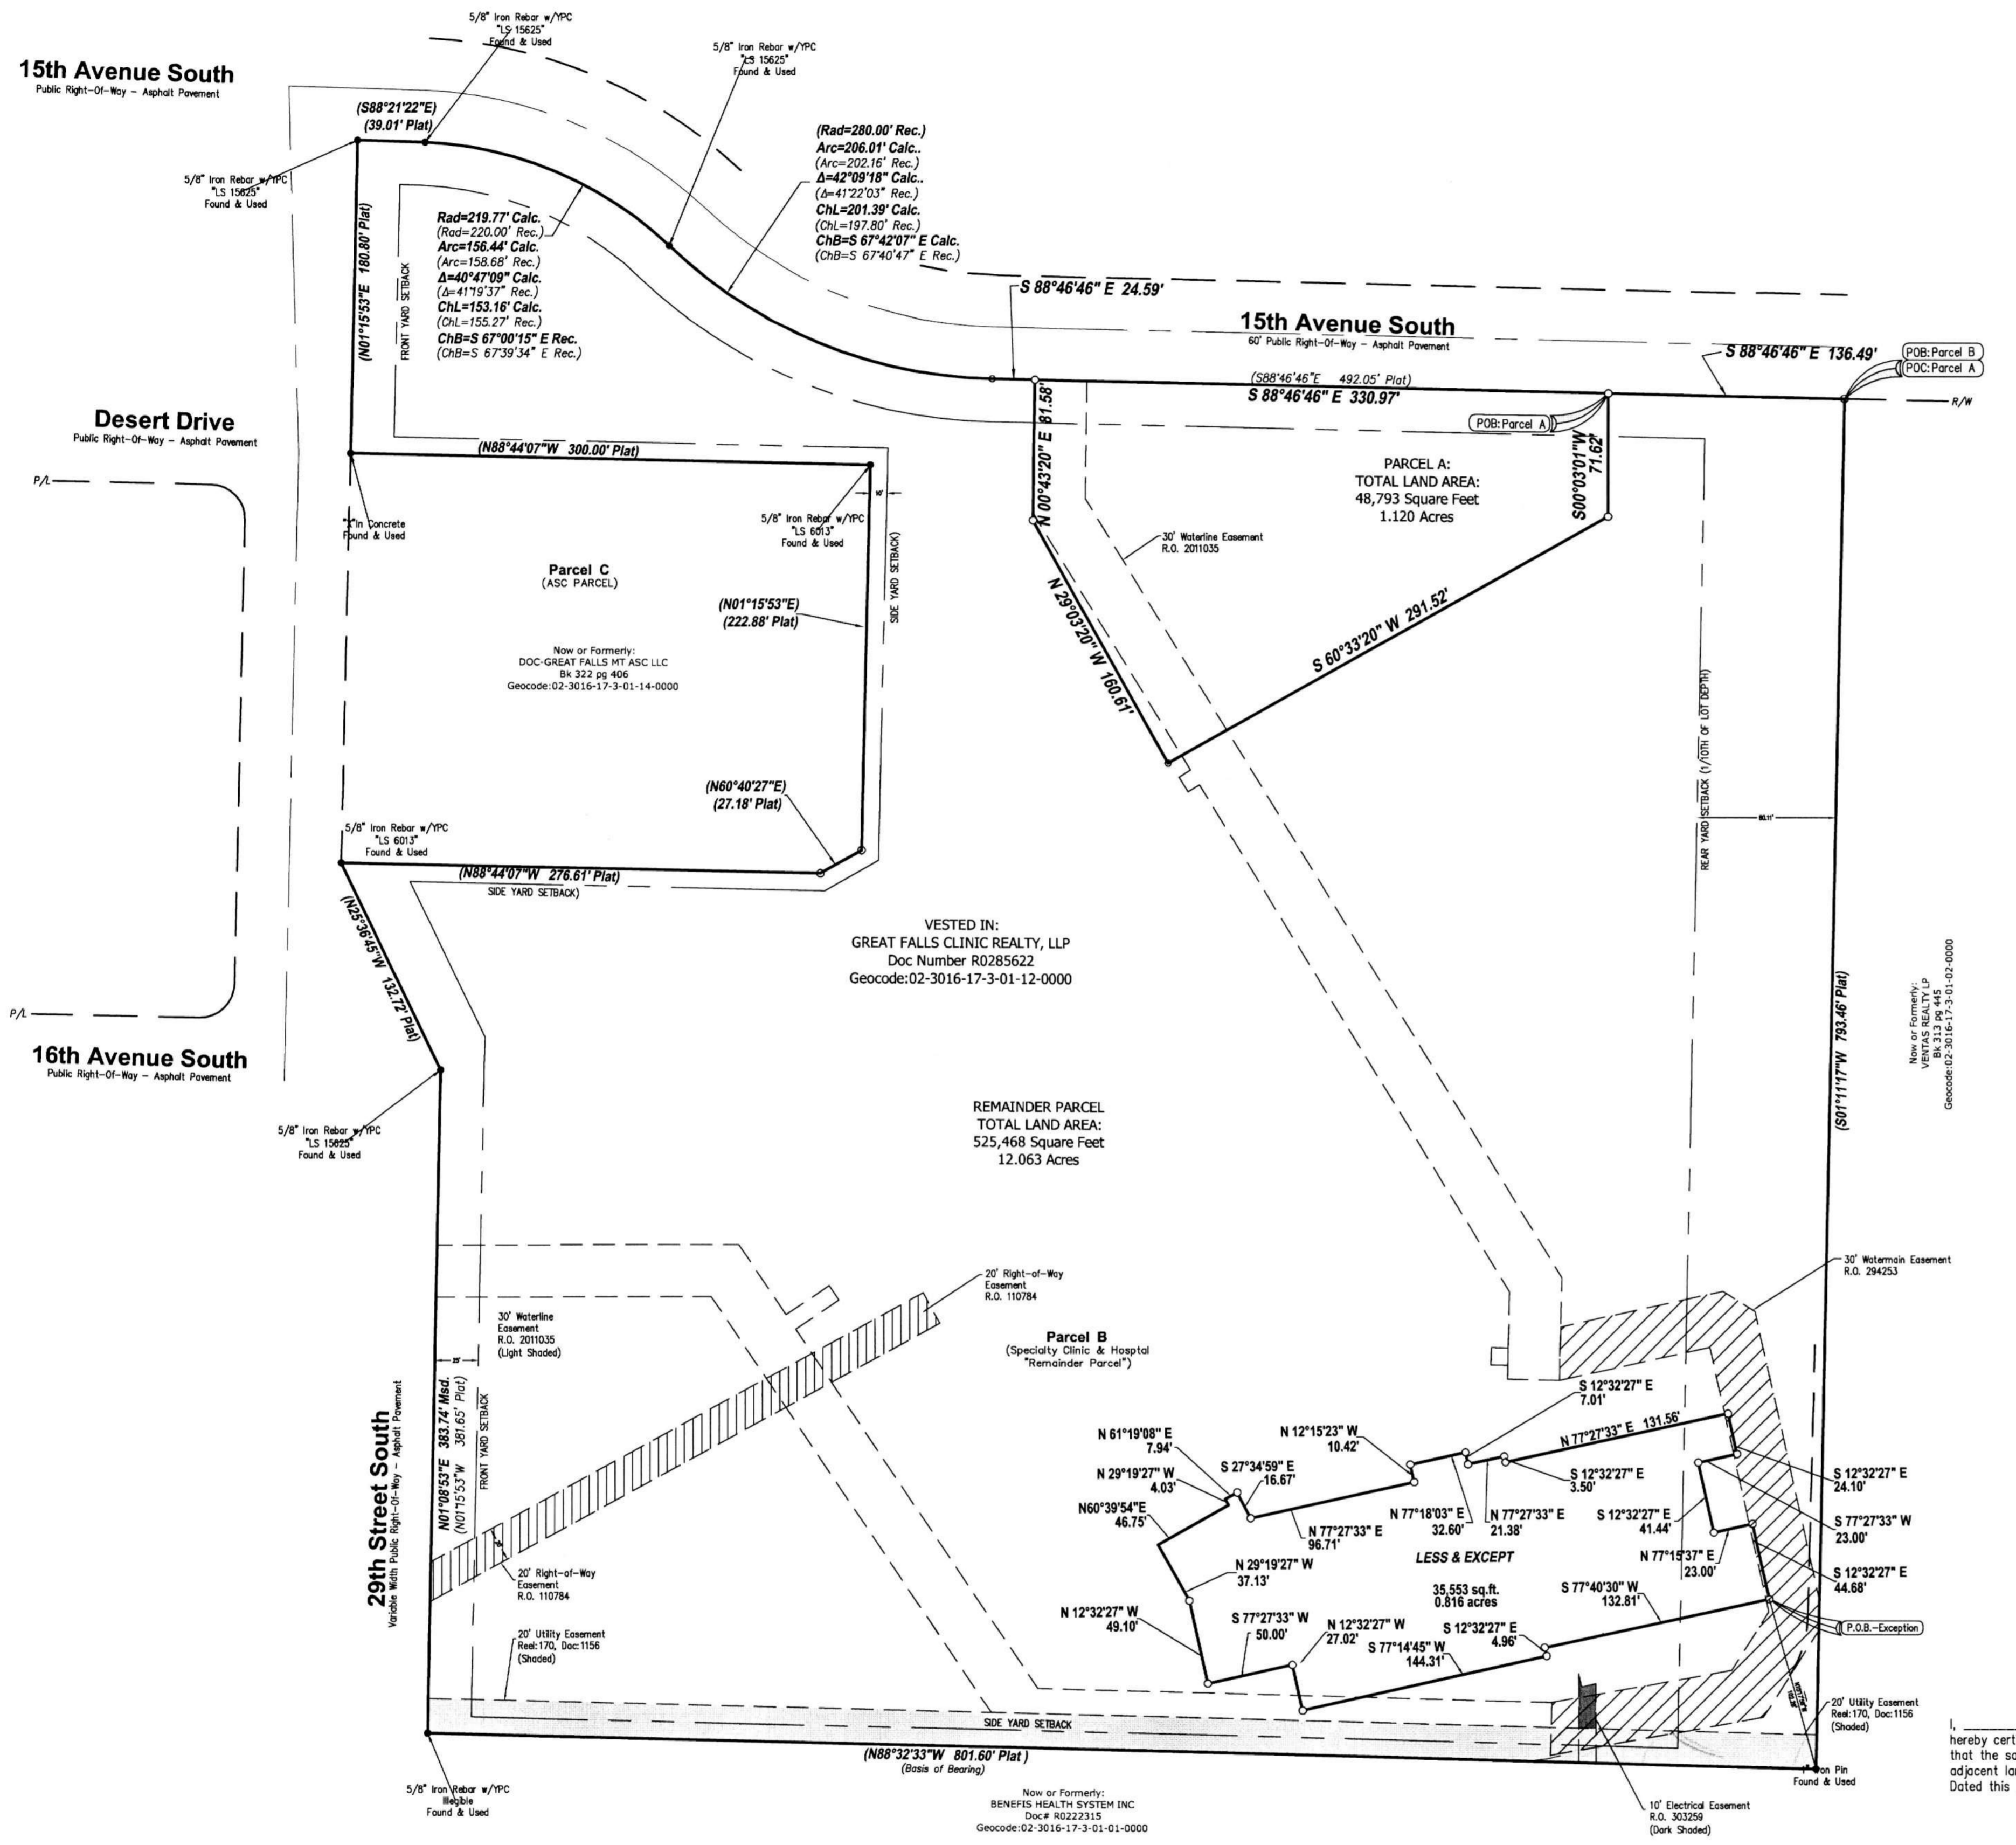 15th Avenue South
Public Right-Of-Way - Asphalt Pavement
5/8" Iron Rebar w/YPC
"LS 15625"
Found & Used
5/8" Iron Rebar w/YPC
"LS 15625"
Found & Used
(S88°21'22"E)
(39.01' Plat)
5/8" Iron Rebar w/YPC
"LS 15625"
Found & Used
(N01°15'53"E 180.80' Plat)
FRONT YARD SETBACK
Rad=219.77' Calc.
(Rad=220.00' Rec.)
Arc=156.44' Calc.
(Arc=158.68' Rec.)
Δ=40°47'09" Calc.
(Δ=41°19'37" Rec.)
ChL=153.16' Calc.
(ChL=155.27' Rec.)
ChB=S 67°00'15" E Rec.
(ChB=S 67°39'34" E Rec.)
(Rad=280.00' Rec.)
Arc=206.01' Calc..
(Arc=202.16' Rec.)
Δ=42°09'18" Calc..
(Δ=41°22'03" Rec.)
ChL=201.39' Calc.
(ChL=197.80' Rec.)
ChB=S 67°42'07" E Calc.
(ChB=S 67°40'47" E Rec.)
S 88°46'46" E 24.59'
15th Avenue South
60' Public Right-Of-Way - Asphalt Pavement
S 88°46'46" E 136.49'
POB: Parcel B
POC: Parcel A
R/W
(S88°46'46"E 492.05' Plat)
S 88°46'46" E 330.97'
POB: Parcel A
Desert Drive
Public Right-Of-Way - Asphalt Pavement
P/L
(N88°44'07"W 300.00' Plat)
N 00°43'20" E 81.58'
PARCEL A:
TOTAL LAND AREA:
48,793 Square Feet
1.120 Acres
S00°03'01"W
71.62'
"X"In Concrete
Found & Used
10'
5/8" Iron Rebar w/YPC
"LS 6013"
Found & Used
SIDE YARD SETBACK)
30' Waterline Easement
R.O. 2011035
Parcel C
(ASC PARCEL)
(N01°15'53"E)
(222.88' Plat)
N 29°03'20" W 160.61'
S 60°33'20" W 291.52'
Now or Formerly:
DOC-GREAT FALLS MT ASC LLC
Bk 322 pg 406
Geocode:02-3016-17-3-01-14-0000
REAR YARD SETBACK (1/10TH OF LOT DEPTH)
80.11'
(N60°40'27"E)
(27.18' Plat)
5/8" Iron Rebar w/YPC
"LS 6013"
Found & Used
(N88°44'07"W 276.61' Plat)
SIDE YARD SETBACK)
(N25°36'45"W 132.72' Plat)
VESTED IN:
GREAT FALLS CLINIC REALTY, LLP
Doc Number R0285622
Geocode:02-3016-17-3-01-12-0000
(S01°11'17"W 793.46' Plat)
Now or Formerly:
VENTAS REALTY LP
Bk 313 pg 445
Geocode:02-3016-17-3-01-02-0000
P/L
16th Avenue South
Public Right-Of-Way - Asphalt Pavement
5/8" Iron Rebar w/YPC
"LS 15625"
Found & Used
REMAINDER PARCEL
TOTAL LAND AREA:
525,468 Square Feet
12.063 Acres
30' Watermain Easement
R.O. 294253
20' Right-of-Way
Easement
R.O. 110784
30' Waterline
Easement
R.O. 2011035
(Light Shaded)
25'
Parcel B
(Specialty Clinic & Hosptal
"Remainder Parcel")
29th Street South
Variable Width Public Right-Of-Way - Asphalt Pavement
N01°08'53"E 383.74' Msd.
(N01°15'53"W 381.65' Plat)
FRONT YARD SETBACK
S 12°32'27" E
7.01'
N 77°27'33" E 131.56'
N 61°19'08" E
7.94'
N 12°15'23" W
10.42'
S 27°34'59" E
16.67'
N 29°19'27" W
4.03'
S 12°32'27" E
3.50'
S 12°32'27" E
24.10'
N60°39'54"E
46.75'
N 77°18'03" E
32.60'
N 77°27'33" E
21.38'
S 12°32'27" E
41.44'
S 77°27'33" W
23.00'
N 77°27'33" E
96.71'
LESS & EXCEPT
N 77°15'37" E
23.00'
N 29°19'27" W
37.13'
S 12°32'27" E
44.68'
35,553 sq.ft.
0.816 acres
S 77°40'30" W
132.81'
20' Right-of-Way
Easement
R.O. 110784
N 12°32'27" W
49.10'
S 77°27'33" W
50.00'
N 12°32'27" W
27.02'
S 12°32'27" E
4.96'
P.O.B.-Exception
S 77°14'45" W
144.31'
20' Utility Easement
Reel:170, Doc:1156
(Shaded)
20' Utility Easement
Reel:170, Doc:1156
(Shaded)
SIDE YARD SETBACK
(N88°32'33"W 801.60' Plat )
(Basis of Bearing)
5/8" Iron Rebar w/YPC
Illegible
Found & Used
1" Iron Pin
Found & Used
Now or Formerly:
BENEFIS HEALTH SYSTEM INC
Doc# R0222315
Geocode:02-3016-17-3-01-01-0000
10' Electrical Easement
R.O. 303259
(Dark Shaded)
I,
hereby cert
that the
adjacent
Dated this